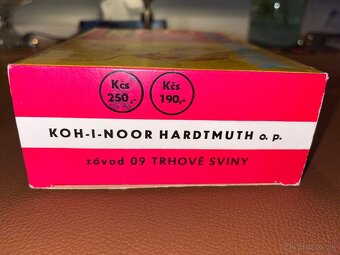 Kčs Kčs
250,- 190,-
KOH-I-NOOR HARDTMUTH o. p.
závod 09 TRHOVÉ SVINY